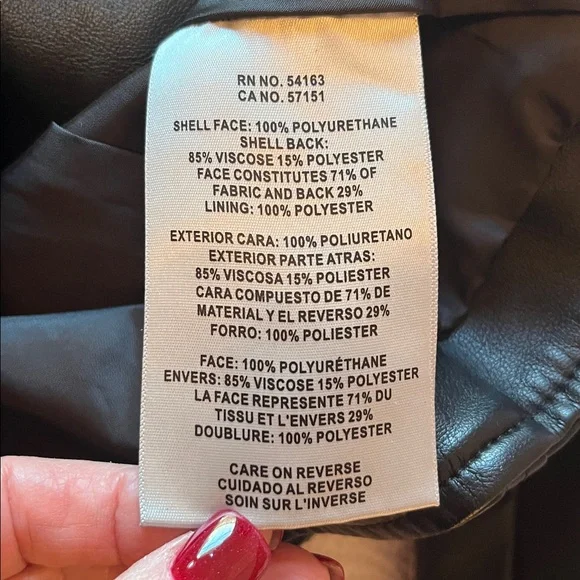 RN NO. 54163
CA NO. 57151
SHELL FACE: 100% POLYURETHANE
SHELL BACK:
85% VISCOSE 15% POLYESTER
FACE CONSTITUTES 71% OF
FABRIC AND BACK 29%
LINING: 100% POLYESTER
EXTERIOR CARA: 100% POLIURETANO
EXTERIOR PARTE ATRAS:
85% VISCOSA 15% POLIESTER
CARA COMPUESTO DE 71% DE
MATERIAL Y EL REVERSO 29%
FORRO: 100% POLIESTER
FACE: 100% POLYURÉTHANE
ENVERS: 85% VISCOSE 15% POLYESTER
LA FACE REPRESENTE 71% DU
TISSU ET L'ENVERS 29%
DOUBLURE: 100% POLYESTER
CARE ON REVERSE
CUIDADO AL REVERSO
SOIN SUR L'INVERSE